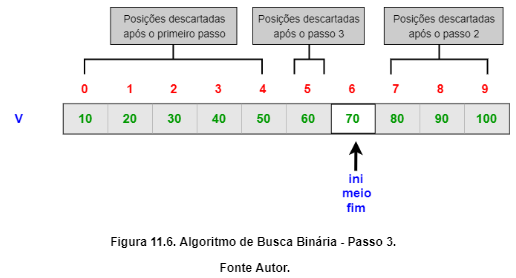 Posições descartadas
após o primeiro passo
Posições descartadas
após o passo 3
Posições descartadas
após o passo 2
0 1 2 3 4 5 6 7 8 9
V 10 20 30 40 50 60 70 80 90 100
ini
meio
fim
Figura 11.6. Algoritmo de Busca Binária - Passo 3.
Fonte Autor.